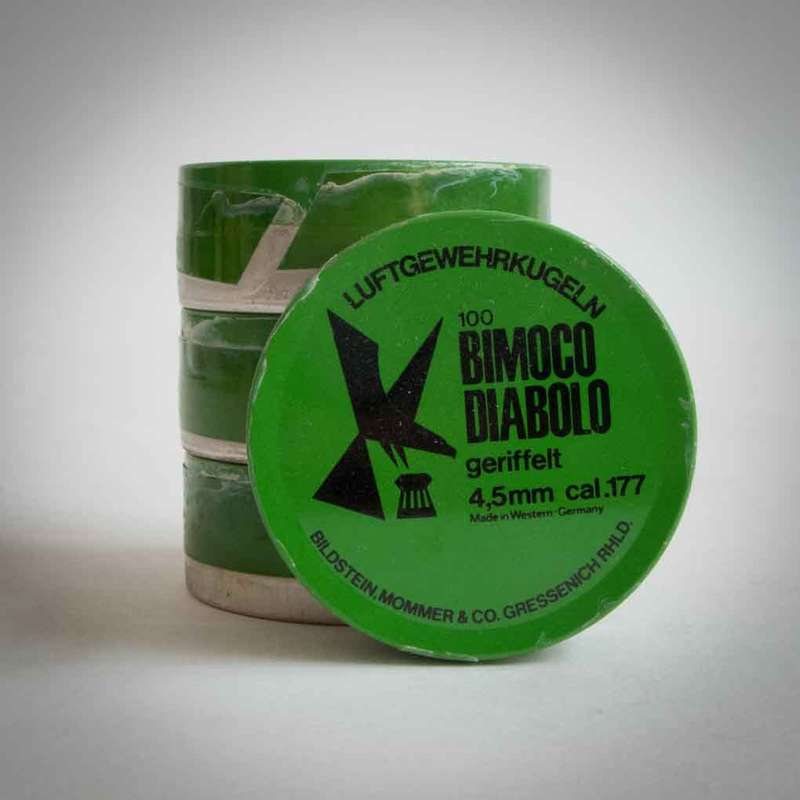 LUFTGEWEHRKUGELN
100
BIMOCO
DIABOLO
geriffelt
4,5mm cal.177
Made in Western-Germany
BILDSTEIN, MOMMER & CO. GRESSENICH RHLD.